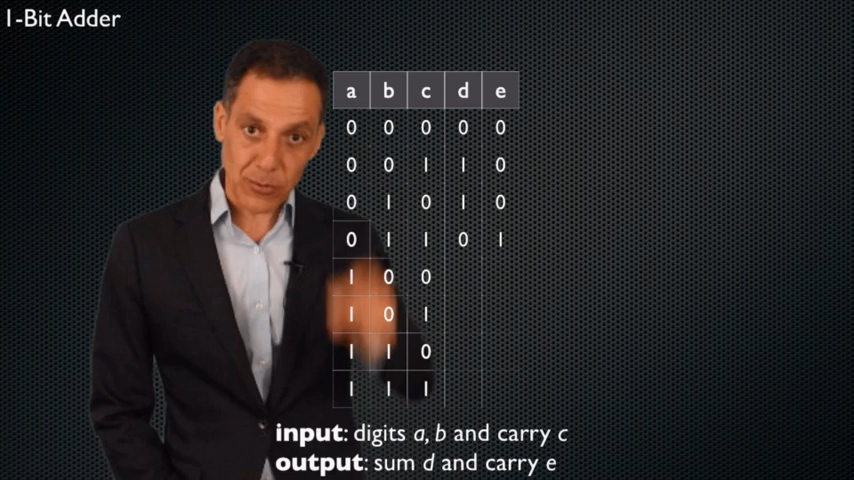 1-Bit Adder
a b c d e
0 0 0 0 0
0 0 1 1 0
0 1 0 1 0
0 1 1 0 1
1 0 0
1 0 1
1 1 0
1 1 1
input: digits a, b and carry c
output: sum d and carry e